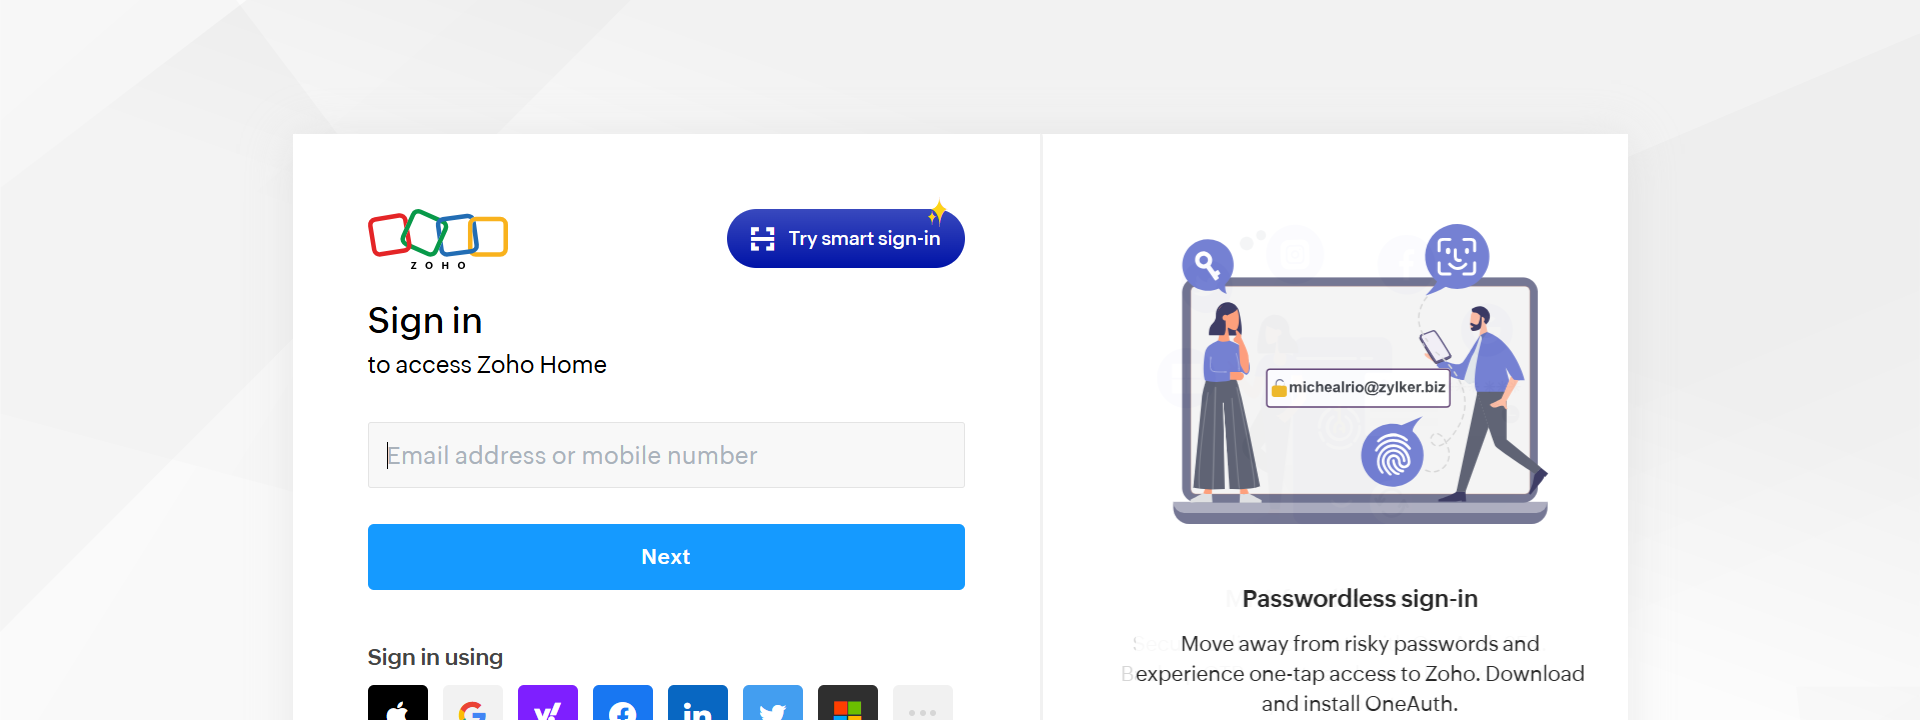 ZOHO
Try smart sign-in
Sign in
to access Zoho Home
Email address or mobile number
Next
Sign in using
michealrio@zylker.biz
Passwordless sign-in
Move away from risky passwords and
experience one-tap access to Zoho. Download
and install OneAuth.